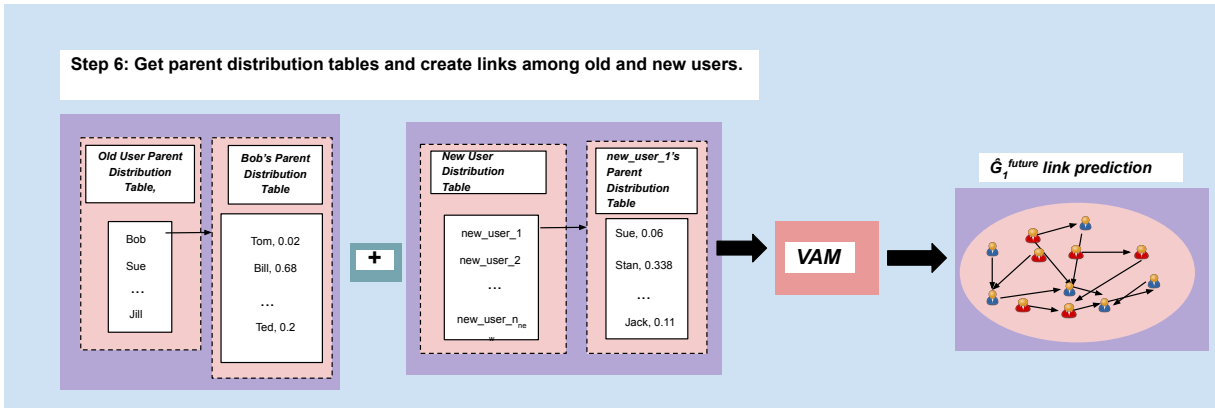 Step 6: Get parent distribution tables and create links among old and new users.
Old User Parent
Distribution
Table,
Bob
Sue
...
Jill
Bob's Parent
Distribution
Table
Tom, 0.02
Bill, 0.68
...
Ted, 0.2
+
New User
Distribution
Table
new_user_1
new_user_2
...
new_user_n_ne
w
new_user_1's
Parent
Distribution
Table
Sue, 0.06
Stan, 0.338
...
Jack, 0.11
VAM
Ĝ₁ᶠᵘᵗᵘʳᵉ link prediction